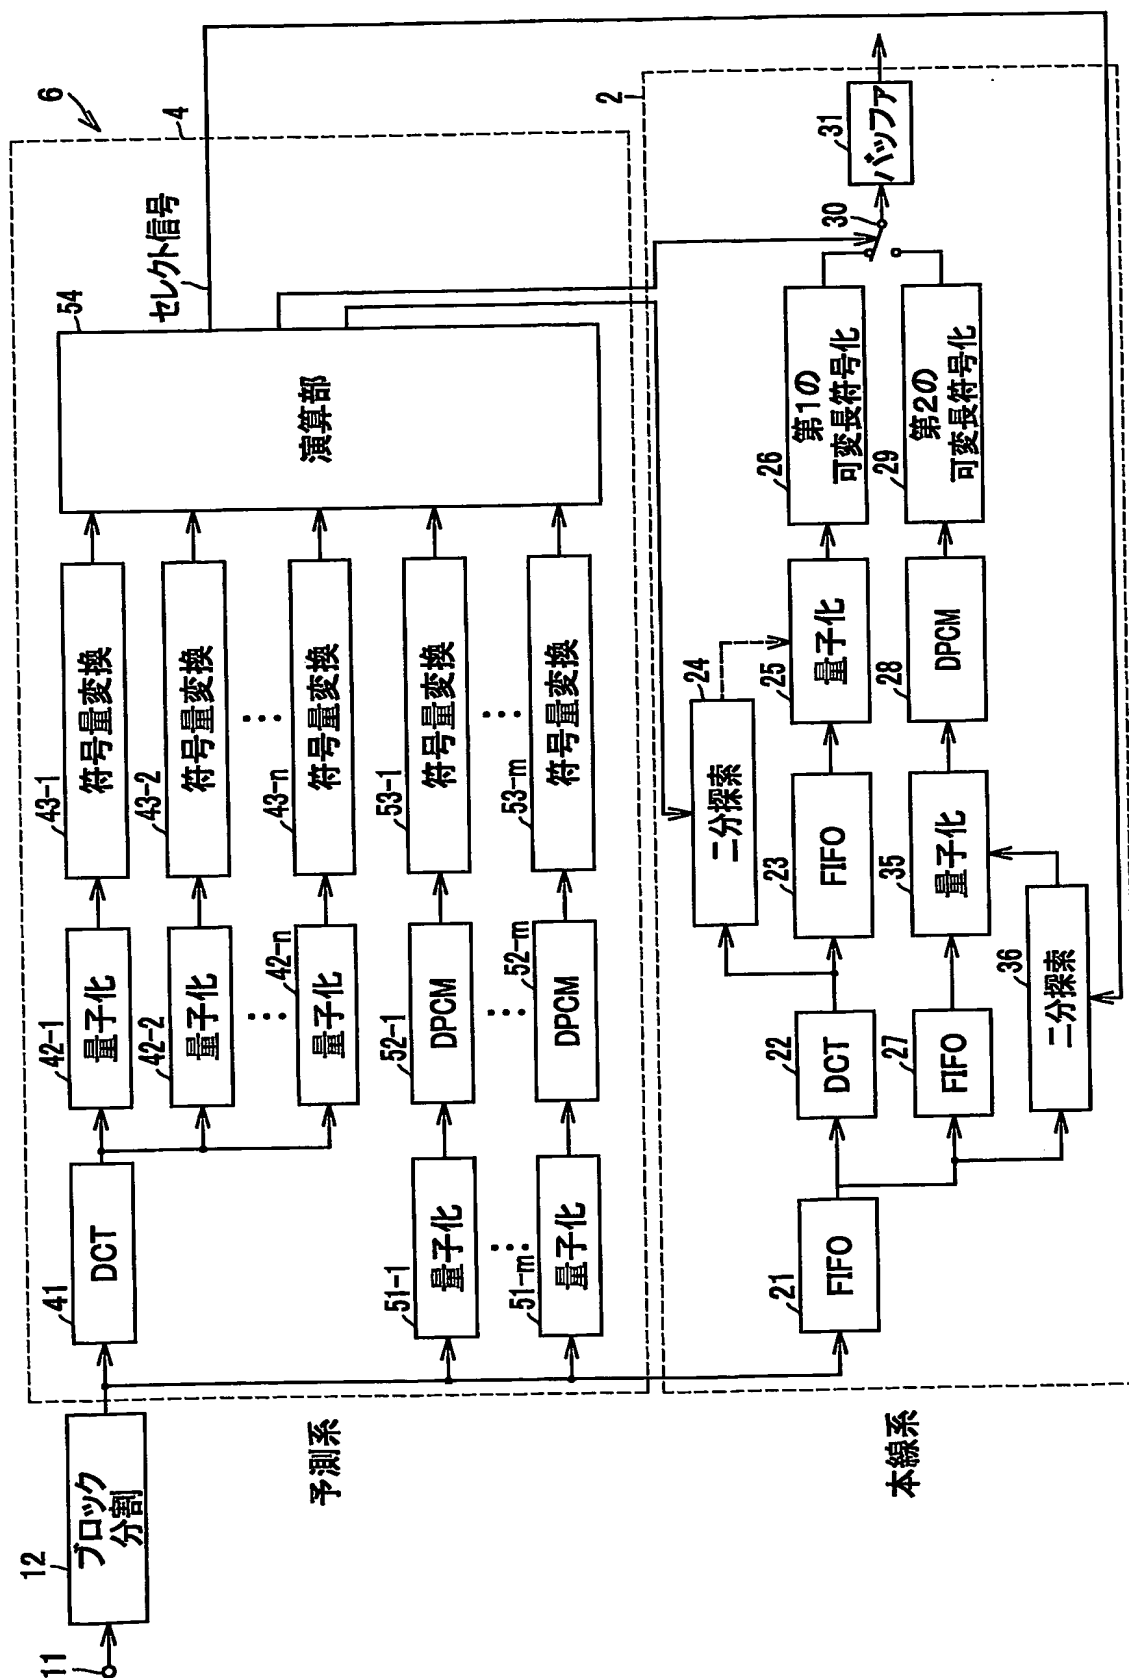 6
4
セレクト信号
54
演算部
11
12
ブロック
分割
41
DCT
42-1
量子化
43-1
符号量変換
42-2
量子化
43-2
符号量変換
42-n
量子化
43-n
符号量変換
51-1
量子化
52-1
DPCM
53-1
符号量変換
51-m
量子化
52-m
DPCM
53-m
符号量変換
予測系
2
24
二分探索
21
FIFO
22
DCT
23
FIFO
25
量子化
26
第1の
可変長符号化
30
31
バッファ
27
FIFO
35
量子化
28
DPCM
29
第2の
可変長符号化
36
二分探索
本線系